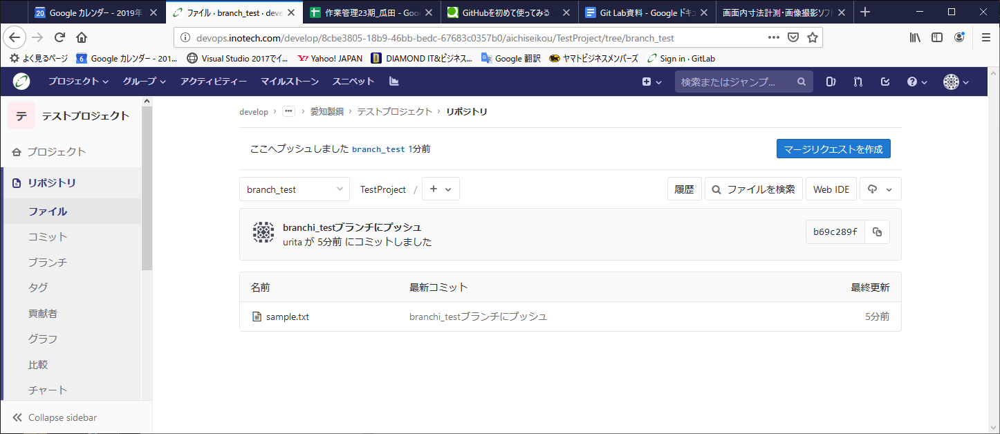 20 Google カレンダー - 2019年
ファイル · branch_test · deve
作業管理23期_瓜田 - Goo
GitHubを初めて使ってみる
Git Lab資料 - Google ドキュ
画面内寸法計測・画像撮影ソフト
devops.inotech.com/develop/8cbe3805-18b9-46bb-bedc-67683c0357b0/aichiseikou/TestProject/tree/branch_test
よく見るページ
6 Google カレンダー - 201...
Visual Studio 2017でイ...
Y! Yahoo! JAPAN
DIAMOND IT&ビジネス...
Google 翻訳
ヤマトビジネスメンバーズ
Sign in · GitLab
プロジェクト
グループ
アクティビティー
マイルストーン
スニペット
検索またはジャンプ...
テ テストプロジェクト
プロジェクト
リポジトリ
ファイル
コミット
ブランチ
タグ
貢献者
グラフ
比較
チャート
Collapse sidebar
develop › ... › 愛知製鋼 › テストプロジェクト › リポジトリ
ここへプッシュしました branch_test 1分前
マージリクエストを作成
branch_test
TestProject / +
履歴
ファイルを検索
Web IDE
branchi_testブランチにプッシュ
urita が 5分前 にコミットしました
b69c289f
名前 最新コミット 最終更新
sample.txt branchi_testブランチにプッシュ 5分前